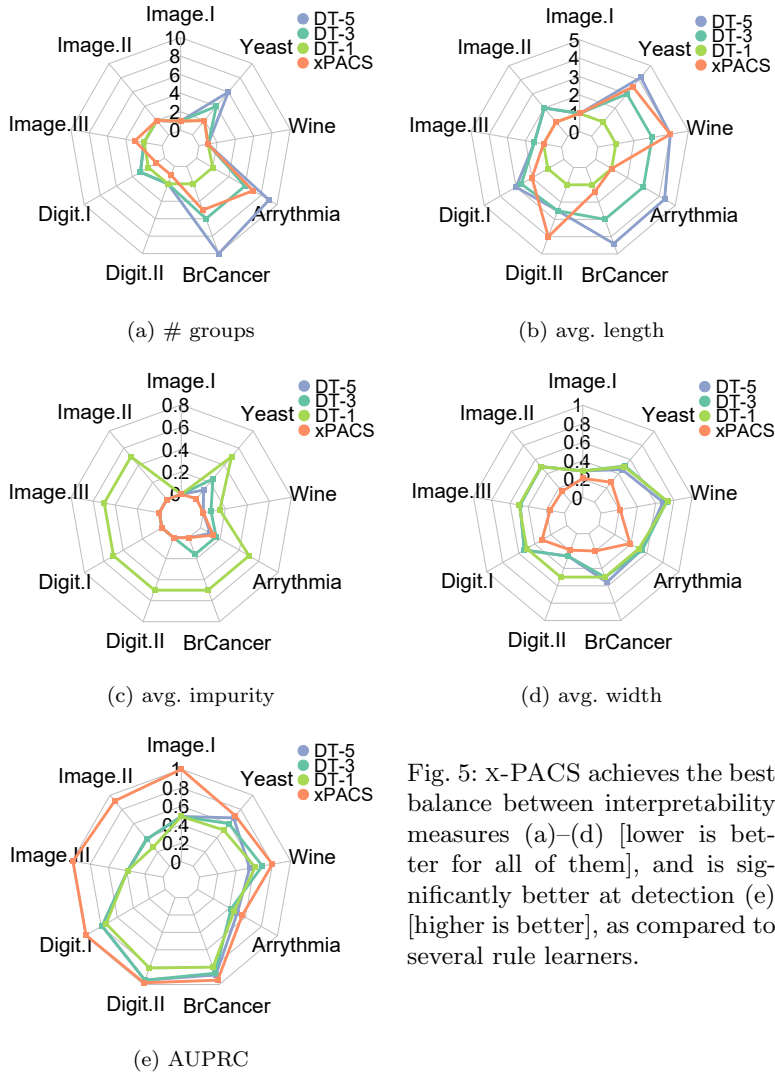 Image.I
10
8
6
4
2
0
Image.II
Yeast
Image.III
Wine
Digit.I
Arrythmia
Digit.II
BrCancer
DT-5
DT-3
DT-1
xPACS
(a) # groups
Image.I
5
4
3
2
1
0
Image.II
Yeast
Image.III
Wine
Digit.I
Arrythmia
Digit.II
BrCancer
DT-5
DT-3
DT-1
xPACS
(b) avg. length
Image.I
0.8
0.6
0.4
0.2
0
Image.II
Yeast
Image.III
Wine
Digit.I
Arrythmia
Digit.II
BrCancer
DT-5
DT-3
DT-1
xPACS
(c) avg. impurity
Image.I
1
0.8
0.6
0.4
0.2
0
Image.II
Yeast
Image.III
Wine
Digit.I
Arrythmia
Digit.II
BrCancer
DT-5
DT-3
DT-1
xPACS
(d) avg. width
Image.I
1
0.8
0.6
0.4
0.2
0
Image.II
Yeast
Image.III
Wine
Digit.I
Arrythmia
Digit.II
BrCancer
DT-5
DT-3
DT-1
xPACS
(e) AUPRC
Fig. 5: X-PACS achieves the best
balance between interpretability
measures (a)–(d) [lower is bet-
ter for all of them], and is sig-
nificantly better at detection (e)
[higher is better], as compared to
several rule learners.